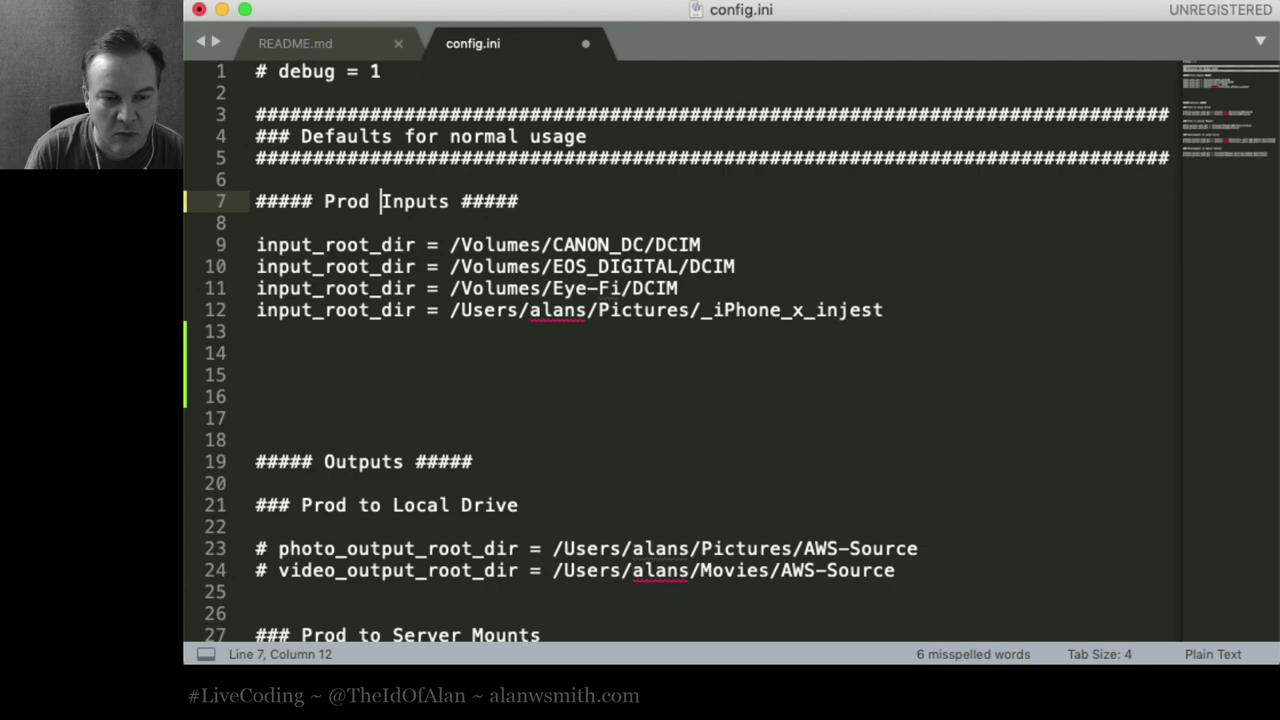 config.ini
UNREGISTERED
README.md
config.ini
1 # debug = 1
2
3 ################################################################################
4 ### Defaults for normal usage
5 ################################################################################
6
7 ##### Prod Inputs #####
8
9 input_root_dir = /Volumes/CANON_DC/DCIM
10 input_root_dir = /Volumes/EOS_DIGITAL/DCIM
11 input_root_dir = /Volumes/Eye-Fi/DCIM
12 input_root_dir = /Users/alans/Pictures/_iPhone_x_injest
13
14
15
16
17
18
19 ##### Outputs #####
20
21 ### Prod to Local Drive
22
23 # photo_output_root_dir = /Users/alans/Pictures/AWS-Source
24 # video_output_root_dir = /Users/alans/Movies/AWS-Source
25
26
27 ### Prod to Server Mounts
Line 7, Column 12
6 misspelled words
Tab Size: 4
Plain Text
#LiveCoding ~ @TheIdOfAlan ~ alanwsmith.com